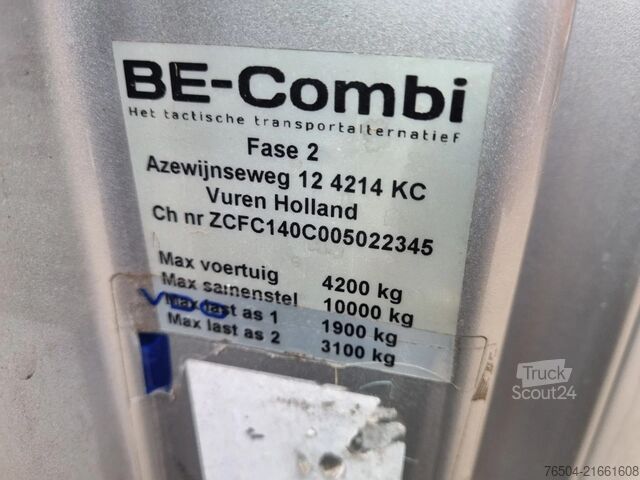 BE-Combi
Het tactische transportalternatief
Fase 2
Azewijnseweg 12 4214 KC
Vuren Holland
Ch nr ZCFC140C005022345
Max voertuig 4200 kg
Max samenstel 10000 kg
Max last as 1 1900 kg
Max last as 2 3100 kg
VDO
Truck
Scout24
76504-21661608